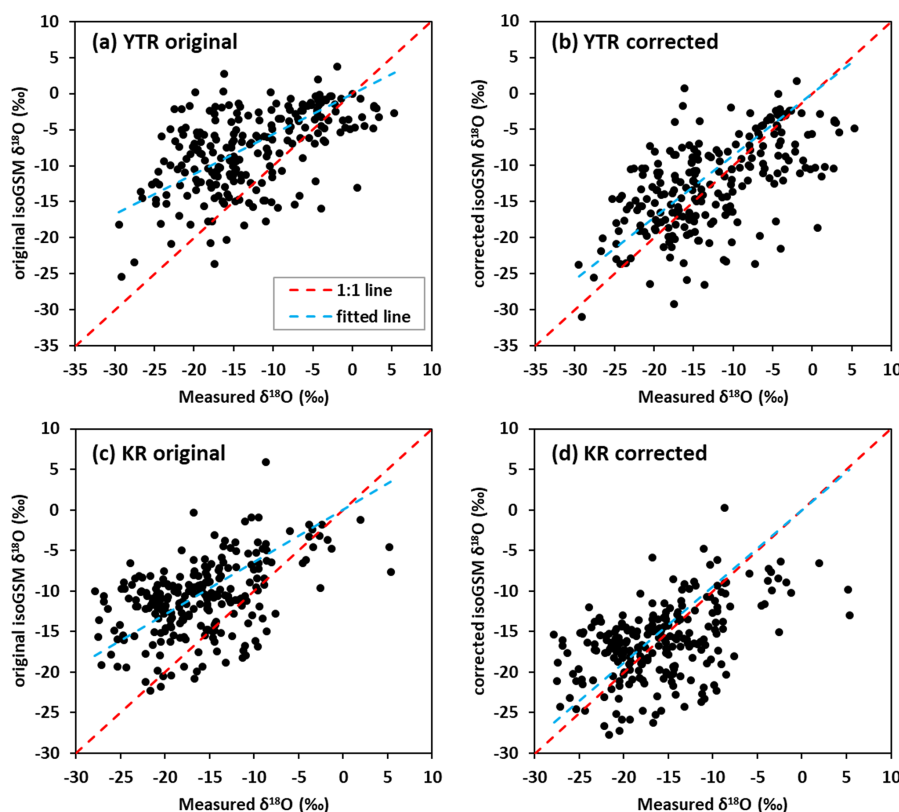 (a) YTR original
original isoGSM δ¹⁸O (‰)
10
5
0
-5
-10
-15
-20
-25
-30
-35
1:1 line
fitted line
-35 -30 -25 -20 -15 -10 -5 0 5 10
Measured δ¹⁸O (‰)
(b) YTR corrected
corrected isoGSM δ¹⁸O (‰)
10
5
0
-5
-10
-15
-20
-25
-30
-35
35 -30 -25 -20 -15 -10 -5 0 5 10
Measured δ¹⁸O (‰)
(c) KR original
original isoGSM δ¹⁸O (‰)
10
5
0
-5
-10
-15
-20
-25
-30
-30 -25 -20 -15 -10 -5 0 5 10
Measured δ¹⁸O (‰)
(d) KR corrected
corrected isoGSM δ¹⁸O (‰)
10
5
0
-5
-10
-15
-20
-25
-30
30 -25 -20 -15 -10 -5 0 5 10
Measured δ¹⁸O (‰)